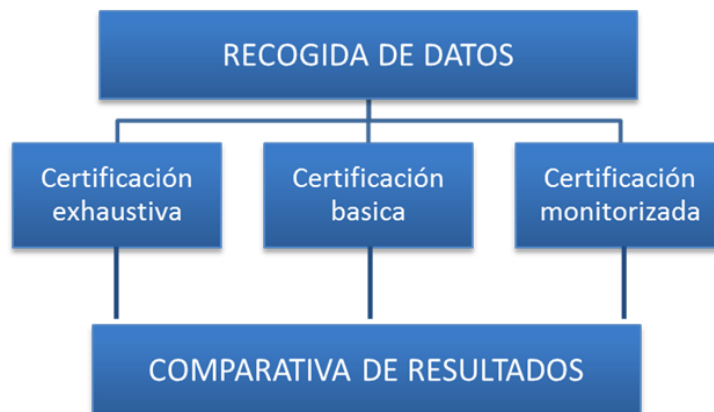 RECOGIDA DE DATOS
Certificación
exhaustiva
Certificación
basica
Certificación
monitorizada
COMPARATIVA DE RESULTADOS